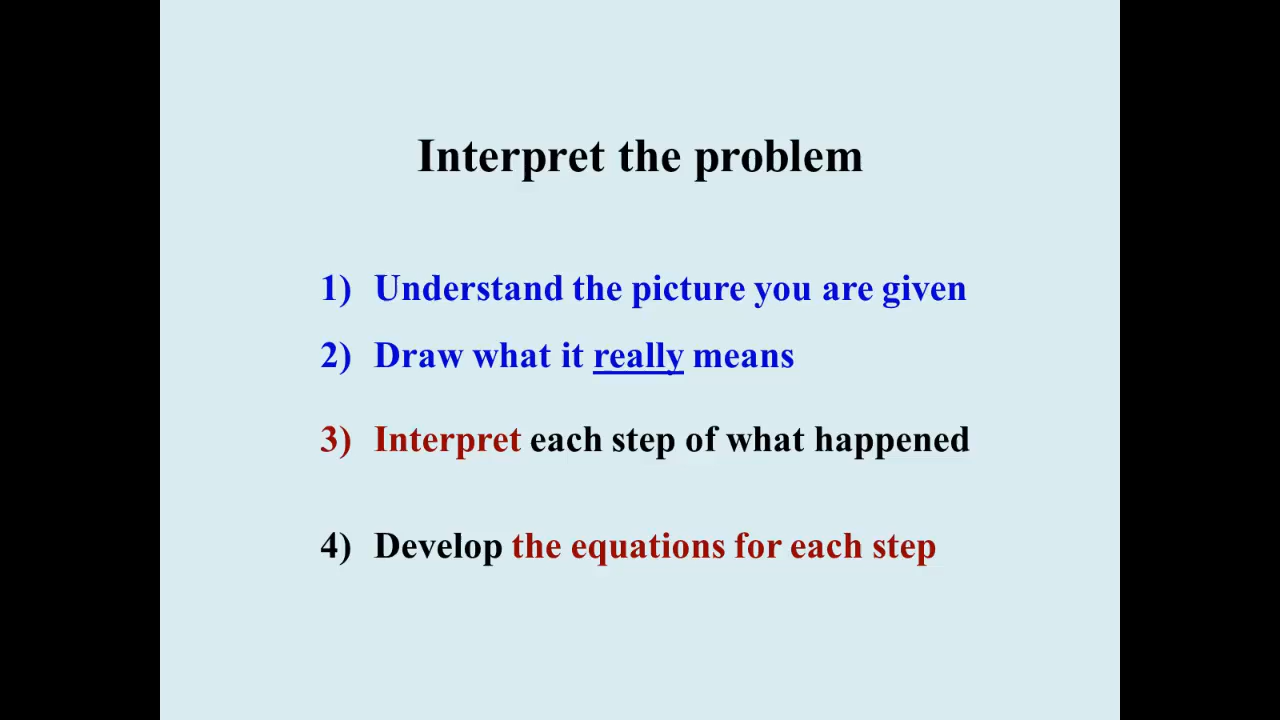 Interpret the problem
1) Understand the picture you are given
2) Draw what it really means
3) Interpret each step of what happened
4) Develop the equations for each step